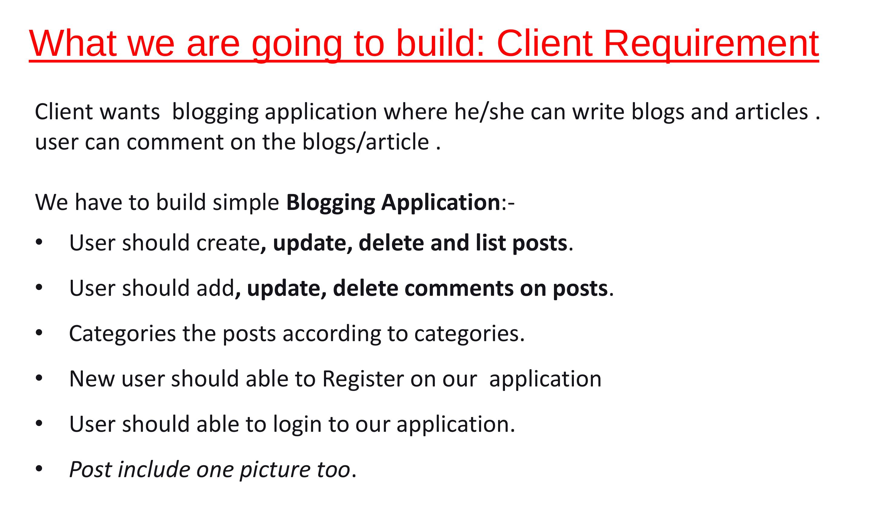 What we are going to build: Client Requirement
Client wants  blogging application where he/she can write blogs and articles .
user can comment on the blogs/article .
We have to build simple Blogging Application:-
• User should create, update, delete and list posts.
• User should add, update, delete comments on posts.
• Categories the posts according to categories.
• New user should able to Register on our  application
• User should able to login to our application.
• Post include one picture too.